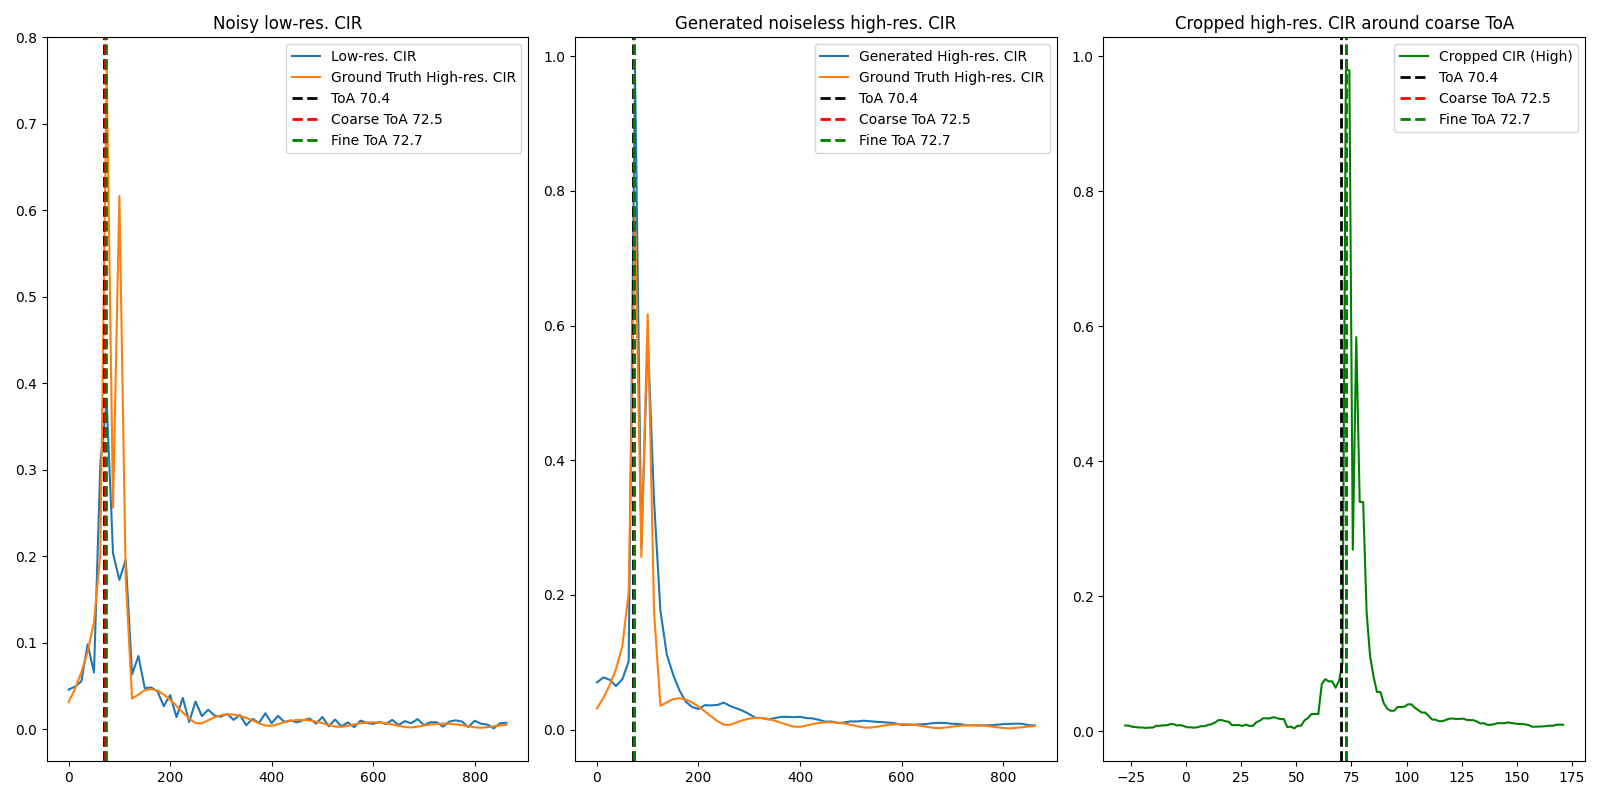 Noisy low-res. CIR
Low-res. CIR
Ground Truth High-res. CIR
ToA 70.4
Coarse ToA 72.5
Fine ToA 72.7
0.8
0.7
0.6
0.5
0.4
0.3
0.2
0.1
0.0
0
200
400
600
800
Generated noiseless high-res. CIR
Generated High-res. CIR
Ground Truth High-res. CIR
ToA 70.4
Coarse ToA 72.5
Fine ToA 72.7
1.0
0.8
0.6
0.4
0.2
0.0
0
200
400
600
800
Cropped high-res. CIR around coarse ToA
Cropped CIR (High)
ToA 70.4
Coarse ToA 72.5
Fine ToA 72.7
1.0
0.8
0.6
0.4
0.2
0.0
−25
0
25
50
75
100
125
150
175